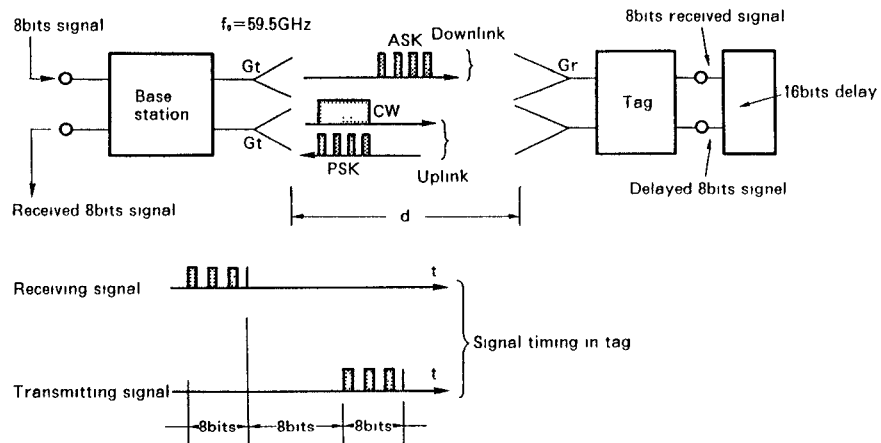 8bits signal
f₀=59.5GHz
8bits received signal
ASK
Downlink
Gt
Gr
Base
station
CW
Tag
16bits delay
Gt
PSK
Uplink
Received 8bits signal
d
Delayed 8bits signel
Receiving signal
t
Signal timing in tag
Transmitting signal
t
8bits
8bits
8bits